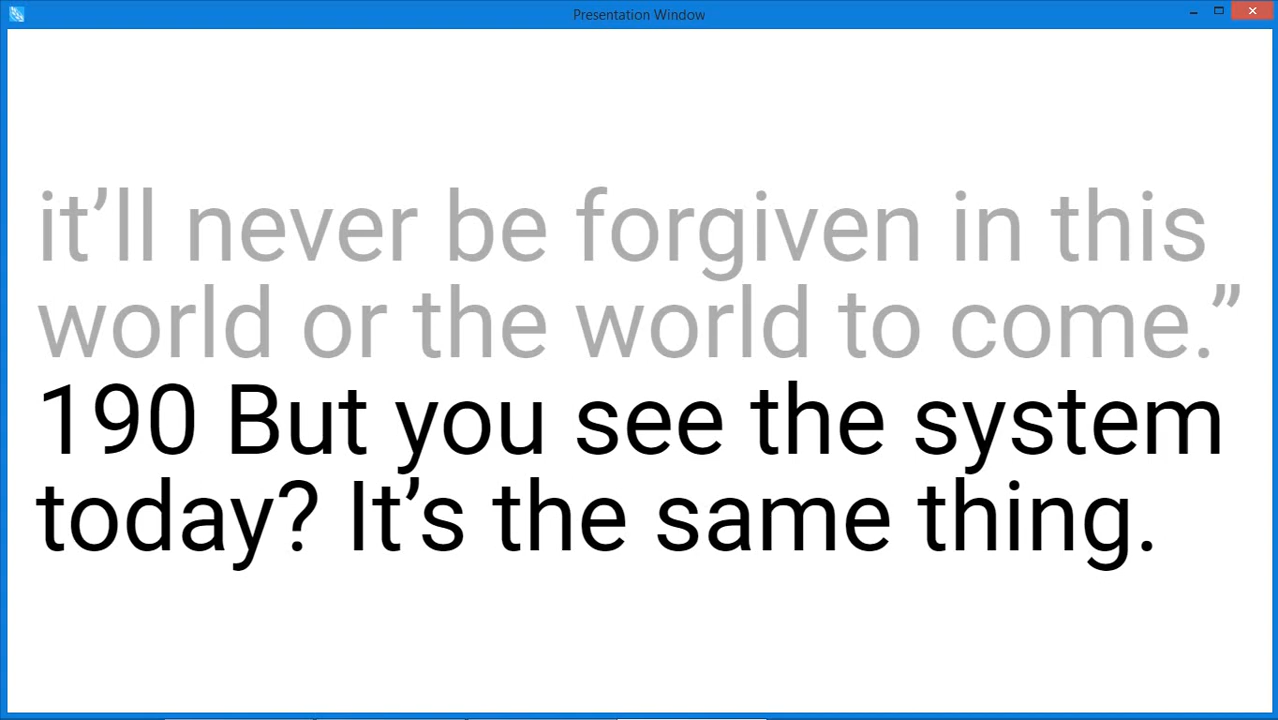 Presentation Window
it’ll never be forgiven in this
world or the world to come.”
190 But you see the system
today? It’s the same thing.